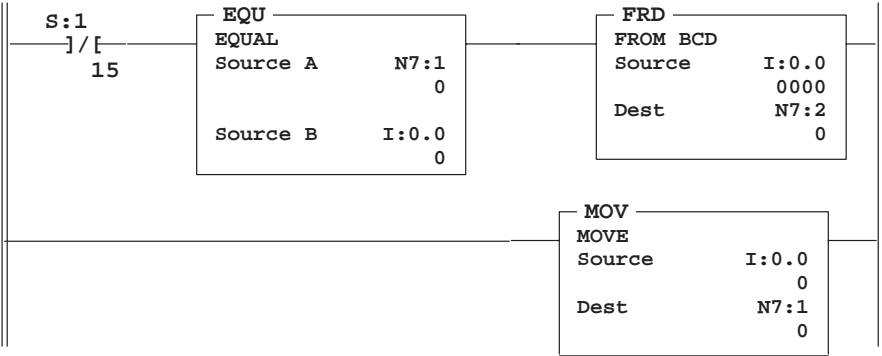 S:1
]/[
15
EQU
EQUAL
Source A N7:1
0
Source B I:0.0
0
FRD
FROM BCD
Source I:0.0
0000
Dest N7:2
0
MOV
MOVE
Source I:0.0
0
Dest N7:1
0